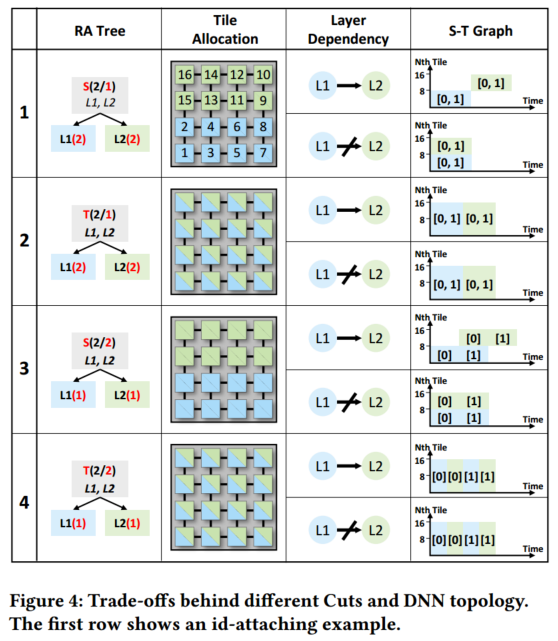 RA Tree
Tile Allocation
Layer Dependency
S-T Graph
1
S(2/1)
L1, L2
L1(2) L2(2)
16 14 12 10
15 13 11 9
2 4 6 8
1 3 5 7
L1 L2
L1 L2
Nth Tile
16
8
[0, 1]
[0, 1]
Time
Nth Tile
16
8
[0, 1]
[0, 1]
Time
2
T(2/1)
L1, L2
L1(2) L2(2)
L1 L2
L1 L2
Nth Tile
16
8
[0, 1] [0, 1]
Time
Nth Tile
16
8
[0, 1] [0, 1]
Time
3
S(2/2)
L1, L2
L1(1) L2(1)
L1 L2
L1 L2
Nth Tile
16
8
[0] [1]
[0] [1]
Time
Nth Tile
16
8
[0] [1]
[0] [1]
Time
4
T(2/2)
L1, L2
L1(1) L2(1)
L1 L2
L1 L2
Nth Tile
16
8
[0] [0] [1] [1]
Time
Nth Tile
16
8
[0] [0] [1] [1]
Time
Figure 4: Trade-offs behind different Cuts and DNN topology.
The first row shows an id-attaching example.